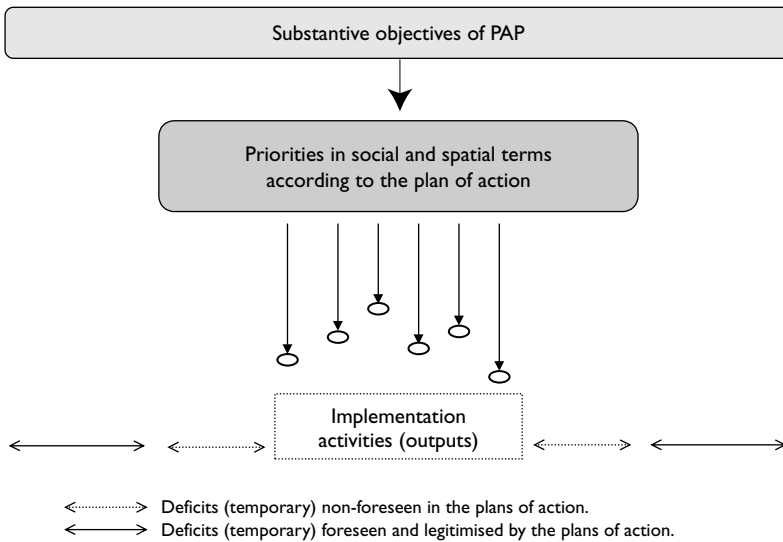 Substantive objectives of PAP
Priorities in social and spatial terms
according to the plan of action
Implementation
activities (outputs)
Deficits (temporary) non-foreseen in the plans of action.
Deficits (temporary) foreseen and legitimised by the plans of action.